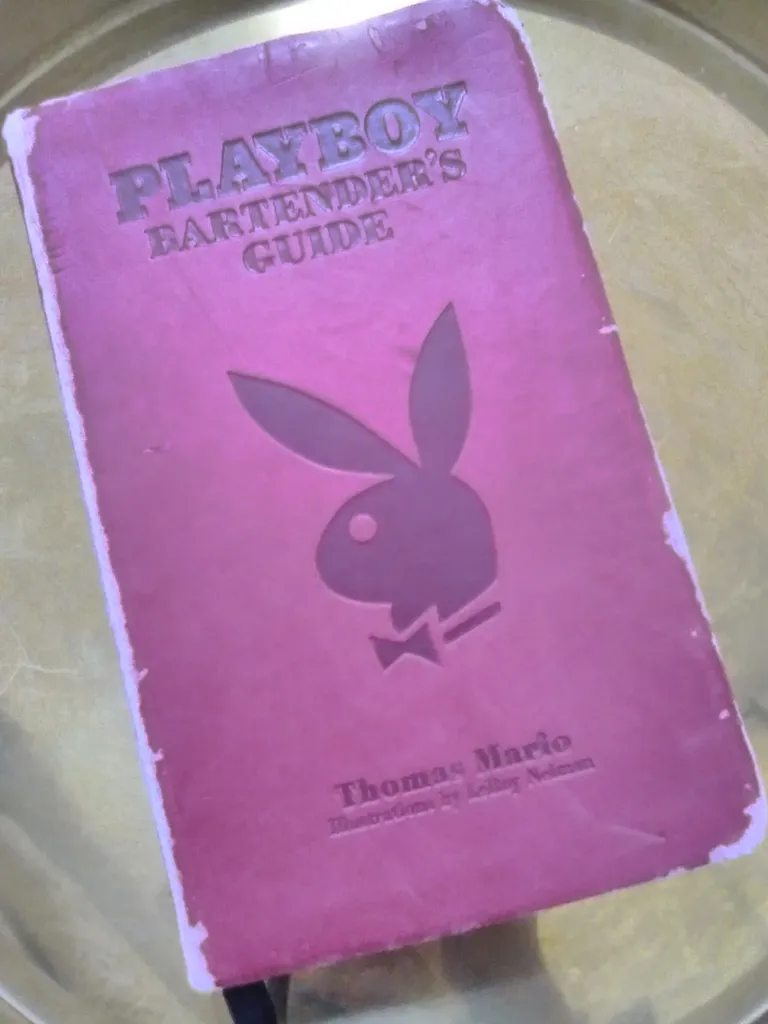 PLAYBOY
BARTENDER'S
GUIDE
Thomas Mario
Illustrations by LeRoy Neiman